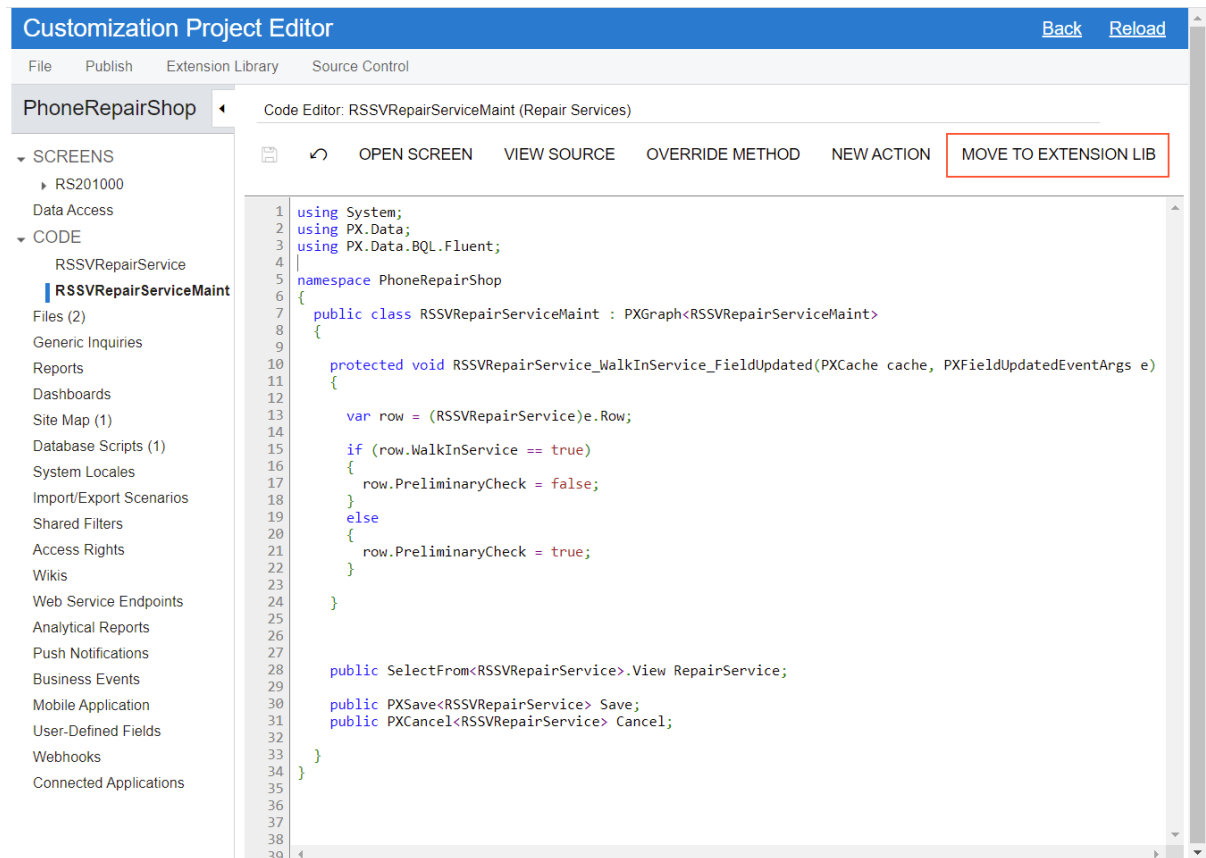 Customization Project Editor
Back
Reload
File
Publish
Extension Library
Source Control
PhoneRepairShop
SCREENS
RS201000
Data Access
CODE
RSSVRepairService
RSSVRepairServiceMaint
Files (2)
Generic Inquiries
Reports
Dashboards
Site Map (1)
Database Scripts (1)
System Locales
Import/Export Scenarios
Shared Filters
Access Rights
Wikis
Web Service Endpoints
Analytical Reports
Push Notifications
Business Events
Mobile Application
User-Defined Fields
Webhooks
Connected Applications
Code Editor: RSSVRepairServiceMaint (Repair Services)
OPEN SCREEN
VIEW SOURCE
OVERRIDE METHOD
NEW ACTION
MOVE TO EXTENSION LIB
1 using System;
2 using PX.Data;
3 using PX.Data.BQL.Fluent;
4
5 namespace PhoneRepairShop
6 {
7   public class RSSVRepairServiceMaint : PXGraph<RSSVRepairServiceMaint>
8   {
9
10     protected void RSSVRepairService_WalkInService_FieldUpdated(PXCache cache, PXFieldUpdatedEventArgs e)
11     {
12
13       var row = (RSSVRepairService)e.Row;
14
15       if (row.WalkInService == true)
16       {
17         row.PreliminaryCheck = false;
18       }
19       else
20       {
21         row.PreliminaryCheck = true;
22       }
23
24     }
25
26
27
28     public SelectFrom<RSSVRepairService>.View RepairService;
29
30     public PXSave<RSSVRepairService> Save;
31     public PXCancel<RSSVRepairService> Cancel;
32
33   }
34 }
35
36
37
38
39